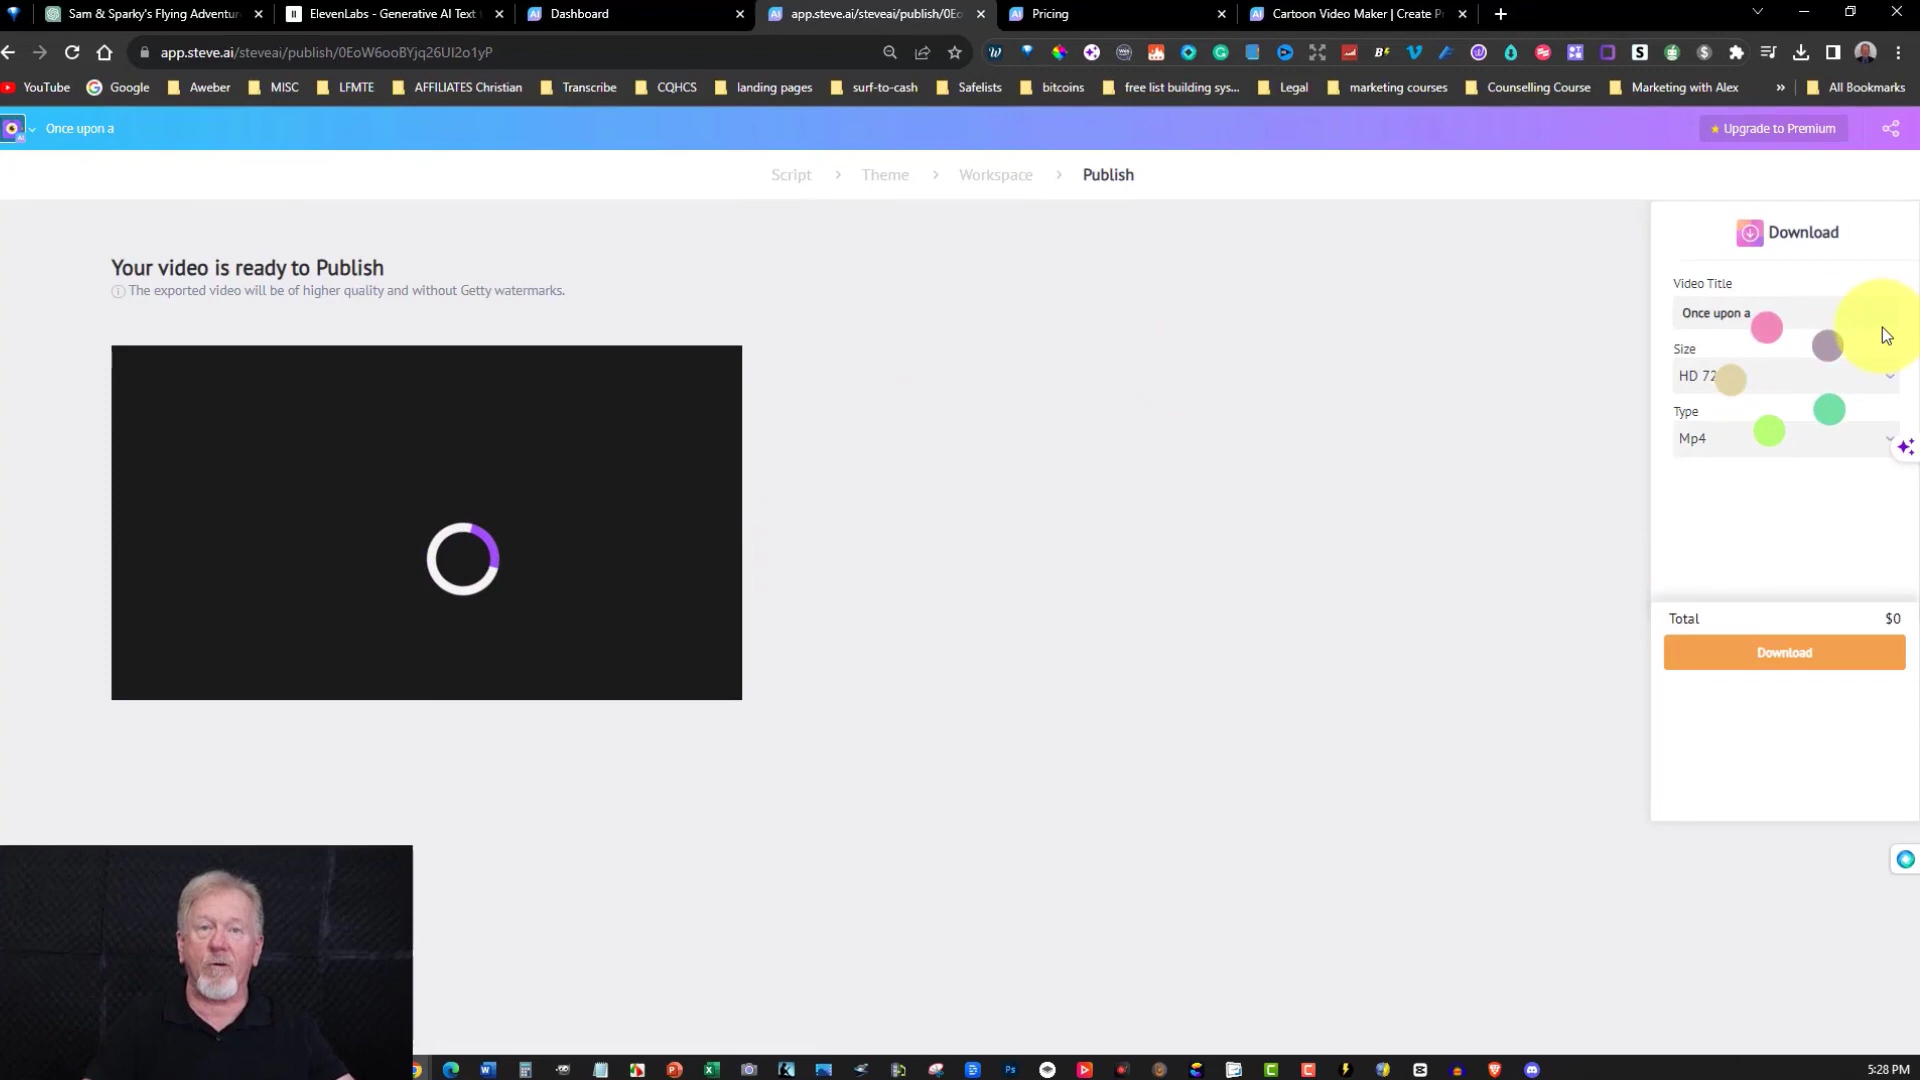 Sam & Sparky's Flying Adventur
ElevenLabs - Generative AI Text
Dashboard
app.steve.ai/steveai/publish/0Eo
Pricing
Cartoon Video Maker | Create P
app.steve.ai/steveai/publish/0EoW6ooBYjq26UI2o1yP
YouTube
Google
Aweber
MISC
LFMTE
AFFILIATES Christian
Transcribe
CQHCS
landing pages
surf-to-cash
Safelists
bitcoins
free list building sys...
Legal
marketing courses
Counselling Course
Marketing with Alex
»
All Bookmarks
Once upon a
Upgrade to Premium
Script > Theme > Workspace > Publish
Your video is ready to Publish
The exported video will be of higher quality and without Getty watermarks.
Download
Video Title
Once upon a
Size
HD 72
Type
Mp4
Total $0
Download
5:28 PM